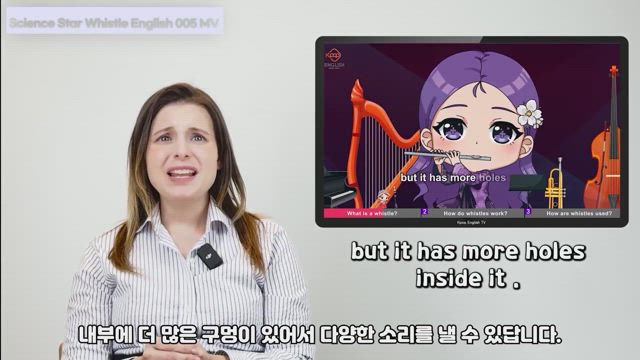 Science Star Whistle English 005 MV
Kpop
ENGLISH
but it has more holes
What is a whistle?
2 How do whistles work?
3 How are whistles used?
Kpop English TV
but it has more holes
inside it .
내부에 더 많은 구멍이 있어서 다양한 소리를 낼 수 있답니다.